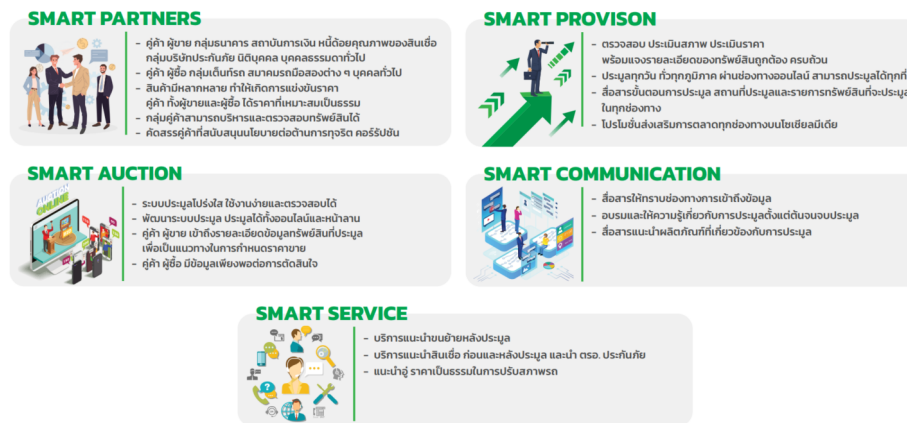 SMART PARTNERS
- คู่ค้า ผู้ขาย กลุ่มธนาคาร สถาบันการเงิน หนี้ด้อยคุณภาพของสินเชื่อ
กลุ่มบริษัทประกันภัย นิติบุคคล บุคคลธรรมดาทั่วไป
- คู่ค้า ผู้ซื้อ กลุ่มเต็นท์รถ สมาคมรถมือสองต่าง ๆ บุคคลทั่วไป
- สินค้ามีหลากหลาย ทำให้เกิดการแข่งขันราคา
คู่ค้า ทั้งผู้ขายและผู้ซื้อ ได้ราคาที่เหมาะสมเป็นธรรม
- กลุ่มคู่ค้าสามารถบริหารและตรวจสอบทรัพย์สินได้
- คัดสรรคู่ค้าที่สนับสนุนนโยบายต่อต้านการทุจริต คอร์รัปชัน
SMART PROVISON
- ตรวจสอบ ประเมินสภาพ ประเมินราคา
พร้อมแจงรายละเอียดของทรัพย์สินถูกต้อง ครบถ้วน
- ประมูลทุกวัน ทั่วทุกภูมิภาค ผ่านช่องทางออนไลน์ สามารถประมูลได้ทุกที่
- สื่อสารขั้นตอนการประมูล สถานที่ประมูลและรายการทรัพย์สินที่จะประมูล
ในทุกช่องทาง
- โปรโมชั่นส่งเสริมการตลาดทุกช่องทางบนโซเชียลมีเดีย
SMART AUCTION
AUCTION
ONLINE
- ระบบประมูลโปร่งใส ใช้งานง่ายและตรวจสอบได้
- พัฒนาระบบประมูล ประมูลได้ทั้งออนไลน์และหน้าลาน
- คู่ค้า ผู้ขาย เข้าถึงรายละเอียดข้อมูลทรัพย์สินที่ประมูล
เพื่อเป็นแนวทางในการกำหนดราคาขาย
- คู่ค้า ผู้ซื้อ มีข้อมูลเพียงพอต่อการตัดสินใจ
SMART COMMUNICATION
- สื่อสารให้ทราบช่องทางการเข้าถึงข้อมูล
- อบรมและให้ความรู้เกี่ยวกับการประมูลตั้งแต่ต้นจนจบประมูล
- สื่อสารแนะนำผลิตภัณฑ์ที่เกี่ยวข้องกับการประมูล
SMART SERVICE
- บริการแนะนำขนย้ายหลังประมูล
- บริการแนะนำสินเชื่อ ก่อนและหลังประมูล และนำ ตรอ. ประกันภัย
- แนะนำอู่ ราคาเป็นธรรมในการปรับสภาพรถ